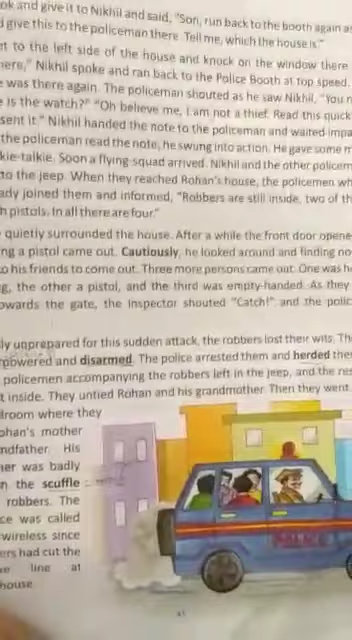 ok and give it to Nikhil and said, "Son, run back to the booth again a
d give this to the policeman there. Tell me, which the house is."
nt to the left side of the house and knock on the window there
here," Nikhil spoke and ran back to the Police Booth at top speed.
e was there again. The policeman shouted as he saw Nikhil, "You
e is the watch?" "Oh believe me, I am not a thief. Read this quick
sent it." Nikhil handed the note to the policeman and waited impa
the policeman read the note, he swung into action. He gave some
kie-talkie. Soon a flying squad arrived. Nikhil and the other policem
to the jeep. When they reached Rohan's house, the policemen wh
ady joined them and informed, "Robbers are still inside, two of th
h pistols. In all there are four."
quietly surrounded the house. After a while the front door opene
ng a pistol came out. Cautiously, he looked around and finding no
to his friends to come out. Three more persons came out. One was h
g, the other a pistol, and the third was empty-handed. As they
owards the gate, the Inspector shouted "Catch!" and the polic
ly unprepared for this sudden attack, the robbers lost their wits. Th
rpowered and disarmed. The police arrested them and herded the
policemen accompanying the robbers left in the jeep, and the res
t inside. They untied Rohan and his grandmother. Then they went
droom where they
ohan's mother
ndfather. His
her was badly
n the scuffle
robbers. The
ce was called
wireless since
ers had cut the
line at
house
POLICE